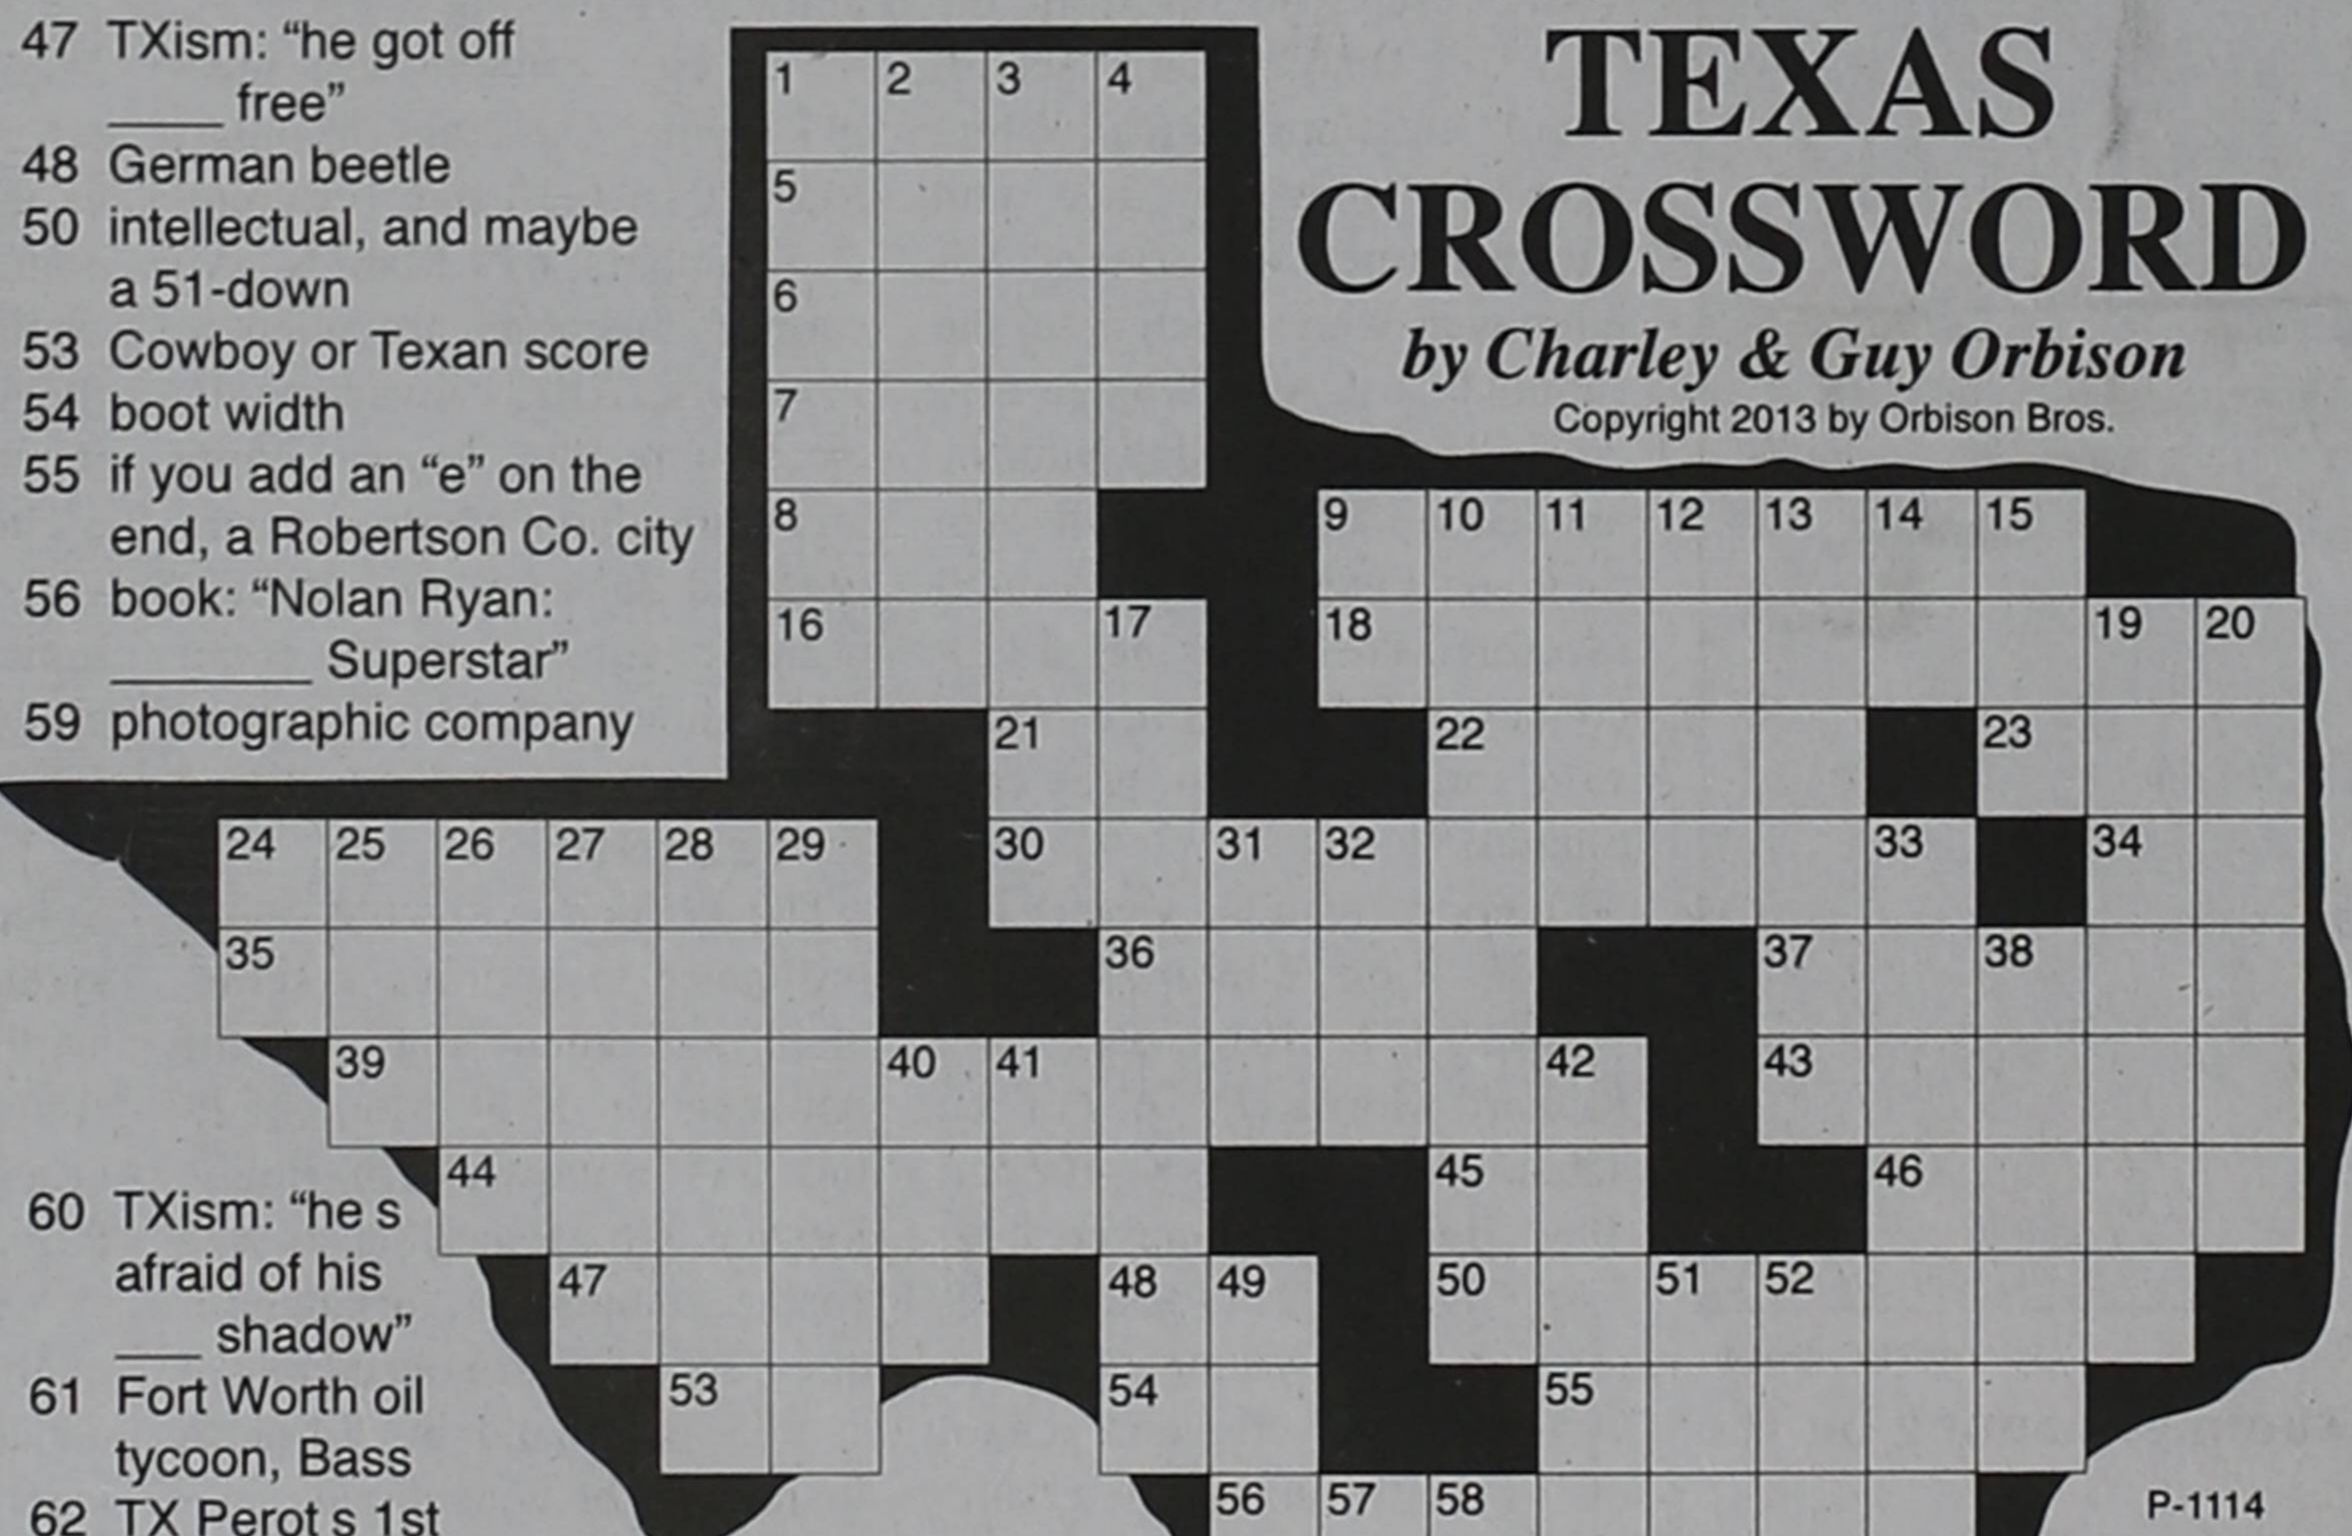 47 TXism: “he got off
____ free”
48 German beetle
50 intellectual, and maybe
a 51-down
53 Cowboy or Texan score
54 boot width
55 if you add an “e” on the
end, a Robertson Co. city
56 book: “Nolan Ryan:
_______ Superstar”
59 photographic company
60 TXism: “he s
afraid of his
___ shadow”
61 Fort Worth oil
tycoon, Bass
62 TX Perot s 1st
TEXAS
CROSSWORD
by Charley & Guy Orbison
Copyright 2013 by Orbison Bros.
1 2 3 4
5
6
7
8 9 10 11 12 13 14 15
16 17 18 19 20
21 22 23
24 25 26 27 28 29 30 31 32 33 34
35 36 37 38
39 40 41 42 43
44 45 46
47 48 49 50 51 52
53 54 55
56 57 58
P-1114